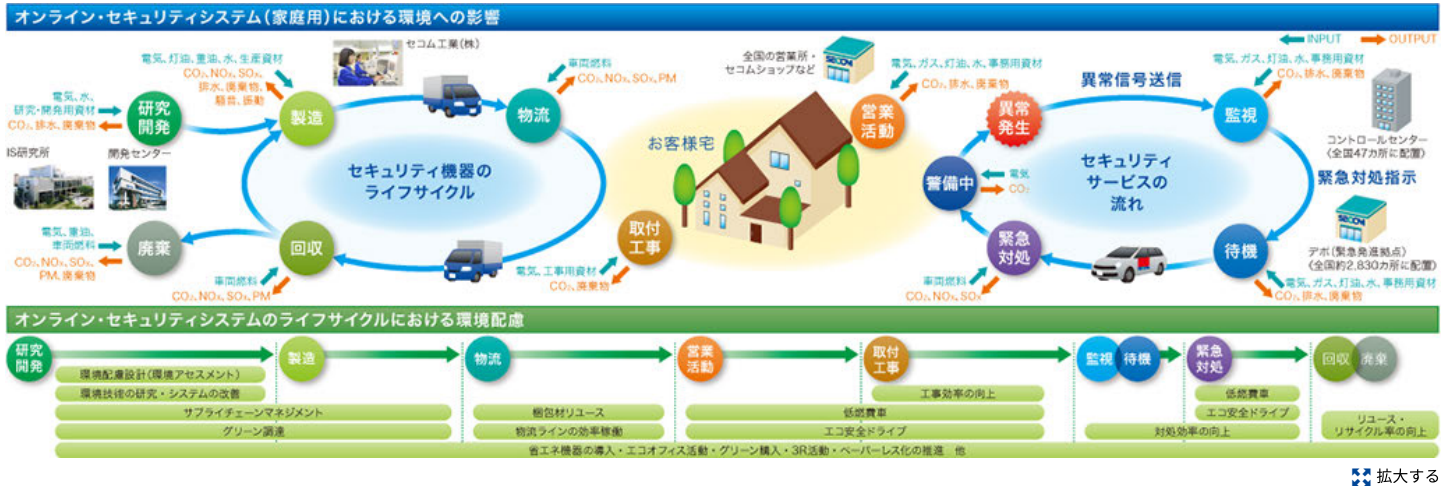 オンライン・セキュリティシステム(家庭用)における環境への影響
INPUT
OUTPUT
電気、灯油、重油、水、生産資材
CO₂、NOx、SOx、
排水、廃棄物、
騒音、振動
セコム工業(株)
車両燃料
CO₂、NOx、SOx、PM
全国の営業所・
セコムショップなど
SECOM
電気、ガス、灯油、水、事務用資材
CO₂、排水、廃棄物
異常信号送信
電気、ガス、灯油、水、事務用資材
CO₂、排水、廃棄物
電気、水、
研究・開発用資材
CO₂、排水、廃棄物
研究
開発
製造
物流
営業
活動
異常
発生
監視
コントロールセンター
(全国47カ所に配置)
IS研究所
開発センター
お客様宅
セキュリティ機器の
ライフサイクル
セキュリティ
サービスの
流れ
警備中
電気
CO₂
緊急対処指示
SECOM
電気、重油、
車両燃料
CO₂、NOx、SOx、
PM、廃棄物
廃棄
回収
取付
工事
緊急
対処
待機
デポ(緊急発進拠点)
(全国約2,830カ所に配置)
車両燃料
CO₂、NOx、SOx、PM
電気、工事用資材
CO₂、廃棄物
車両燃料
CO₂、NOx、SOx
電気、ガス、灯油、水、事務用資材
CO₂、排水、廃棄物
オンライン・セキュリティシステムのライフサイクルにおける環境配慮
研究
開発
製造
物流
営業
活動
取付
工事
監視
待機
緊急
対処
回収
廃棄
環境配慮設計(環境アセスメント)
環境技術の研究・システムの改善
工事効率の向上
低燃費車
サプライチェーンマネジメント
梱包材リユース
低燃費車
エコ安全ドライブ
リユース・
リサイクル率の向上
グリーン調達
物流ラインの効率稼働
エコ安全ドライブ
対処効率の向上
省エネ機器の導入・エコオフィス活動・グリーン購入・3R活動・ペーパーレス化の推進 他
拡大する